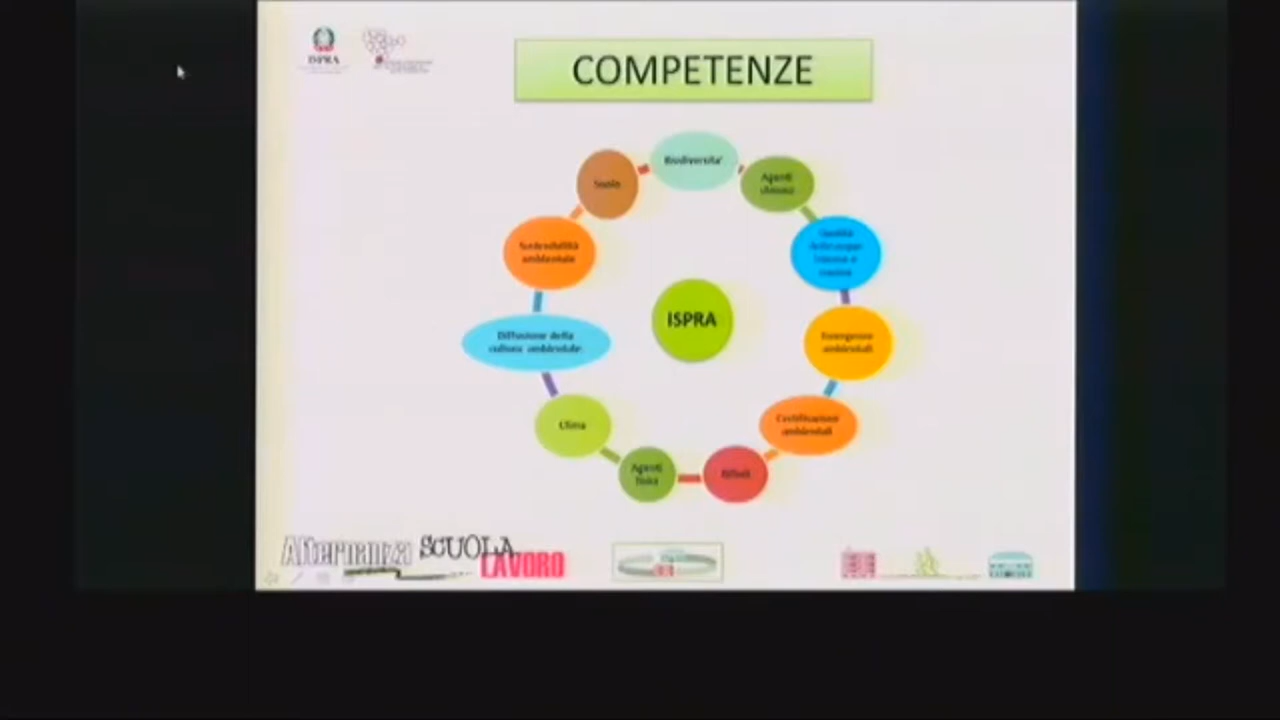 ISPRA
COMPETENZE
Biodiversita'
Suolo
Agenti
chimici
Sostenibilità
ambientale
ISPRA
Emergenze
ambientali
Diffusione della
cultura ambientale
Certificazioni
ambientali
Clima
Agenti
fisici
Rifiuti
Alternanza SCUOLA
LAVORO